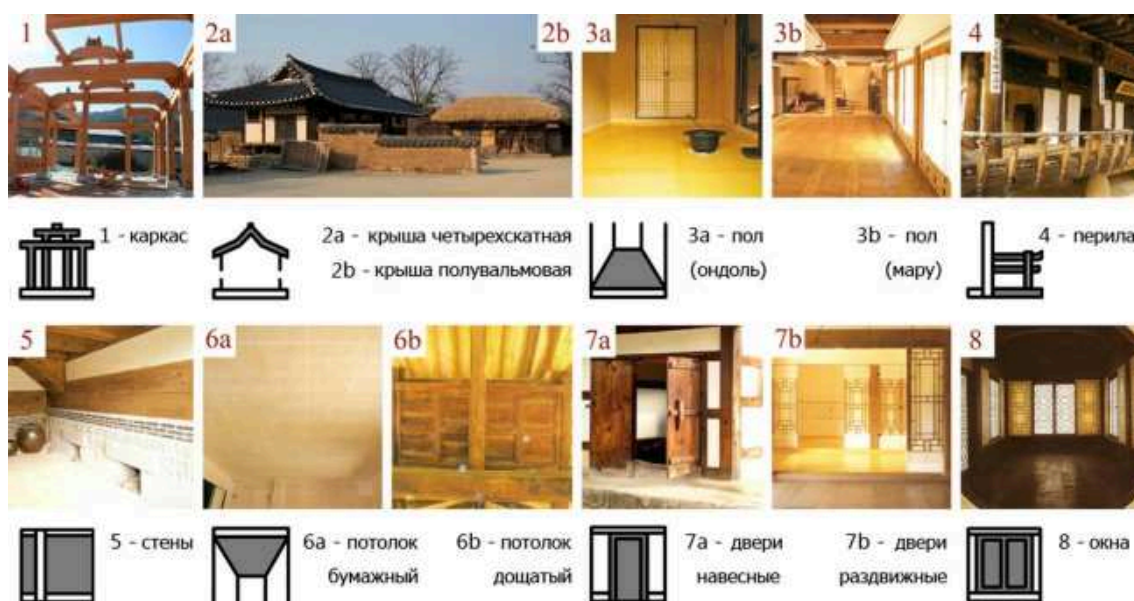 1
2a
2b
3a
3b
4
1 - каркас
2a - крыша четырехскатная
2b - крыша полувальмовая
3a - пол
(ондоль)
3b - пол
(мару)
4 - перила
5
6a
6b
7a
7b
8
5 - стены
6a - потолок
бумажный
6b - потолок
дощатый
7a - двери
навесные
7b - двери
раздвижные
8 - окна